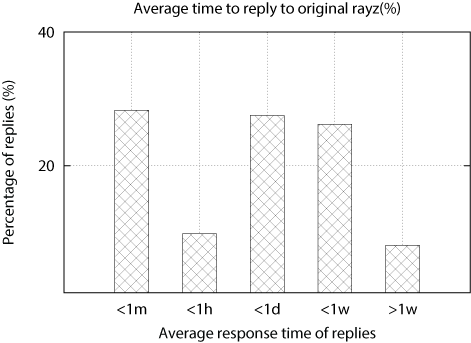 Average time to reply to original rayz(%)
40
20
Percentage of replies (%)
<1m <1h <1d <1w >1w
Average response time of replies